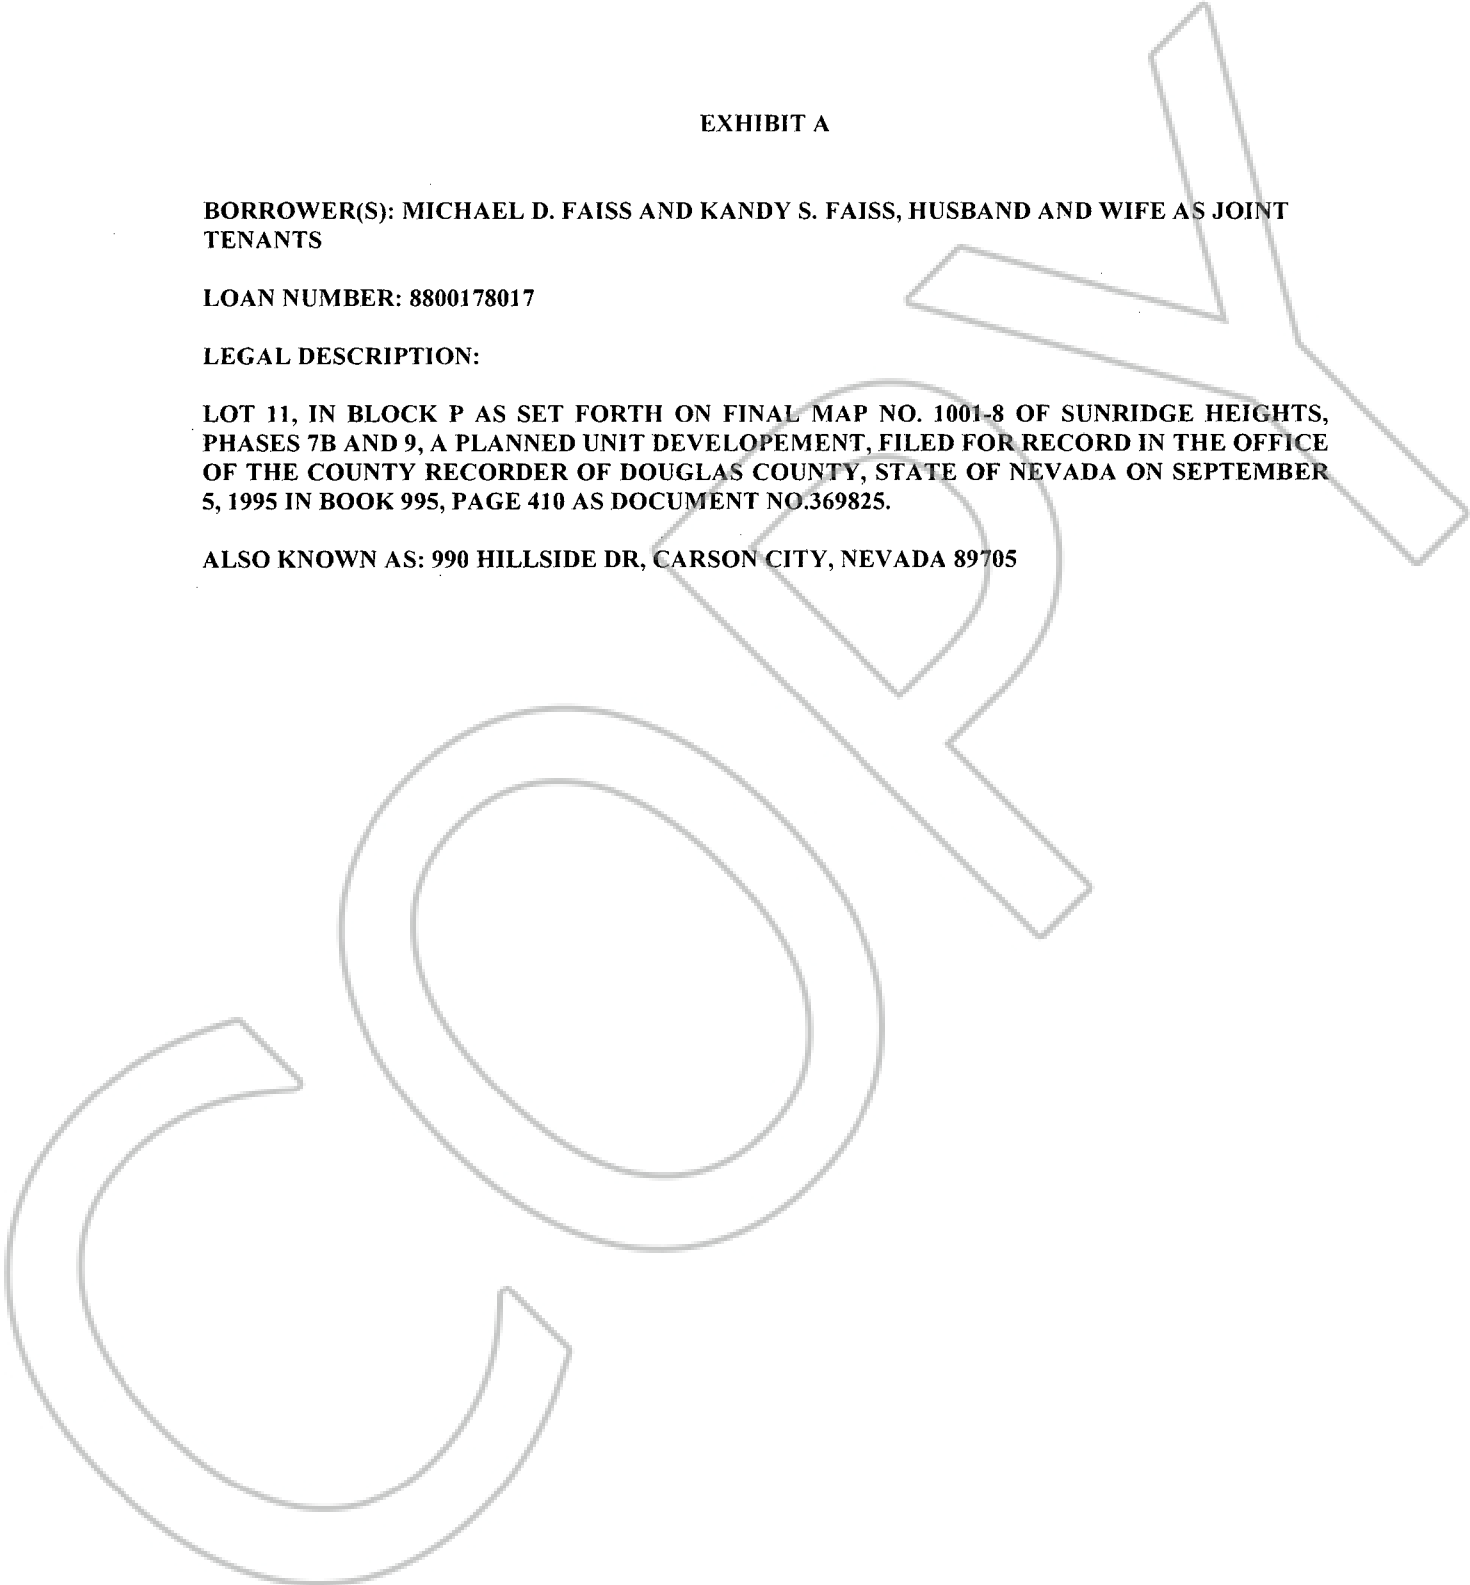 EXHIBIT A
BORROWER(S): MICHAEL D. FAISS AND KANDY S. FAISS, HUSBAND AND WIFE AS JOINT
TENANTS
LOAN NUMBER: 8800178017
LEGAL DESCRIPTION:
LOT 11, IN BLOCK P AS SET FORTH ON FINAL MAP NO. 1001-8 OF SUNRIDGE HEIGHTS,
PHASES 7B AND 9, A PLANNED UNIT DEVELOPEMENT, FILED FOR RECORD IN THE OFFICE
OF THE COUNTY RECORDER OF DOUGLAS COUNTY, STATE OF NEVADA ON SEPTEMBER
5, 1995 IN BOOK 995, PAGE 410 AS DOCUMENT NO.369825.
ALSO KNOWN AS: 990 HILLSIDE DR, CARSON CITY, NEVADA 89705
COPY